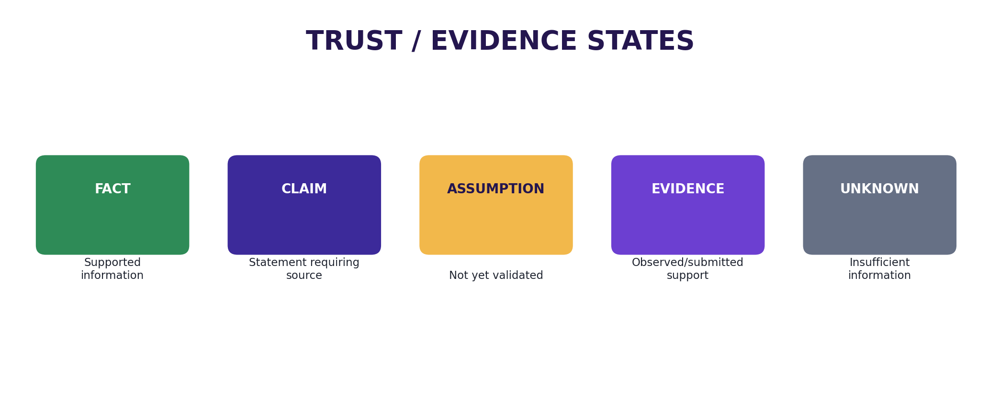 TRUST / EVIDENCE STATES
FACT
Supported
information
CLAIM
Statement requiring
source
ASSUMPTION
Not yet validated
EVIDENCE
Observed/submitted
support
UNKNOWN
Insufficient
information